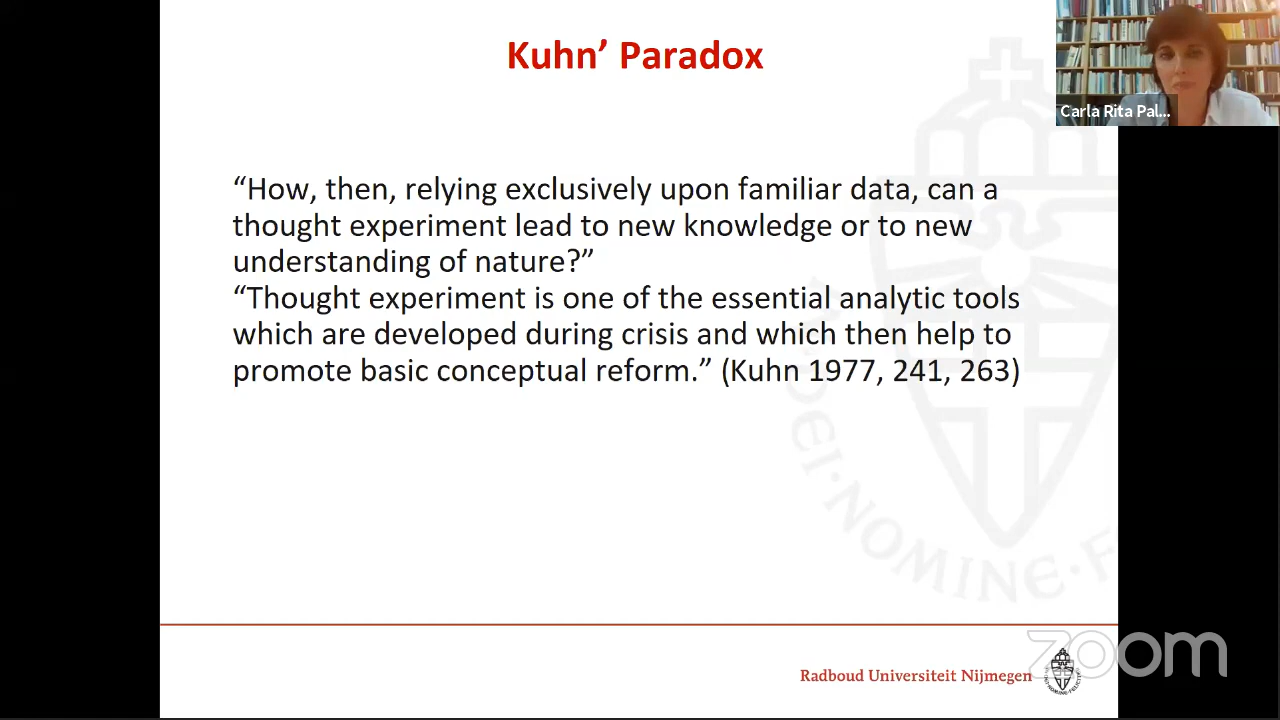 Kuhn’ Paradox
Carla Rita Pal...
“How, then, relying exclusively upon familiar data, can a
thought experiment lead to new knowledge or to new
understanding of nature?”
“Thought experiment is one of the essential analytic tools
which are developed during crisis and which then help to
promote basic conceptual reform.” (Kuhn 1977, 241, 263)
DEI · NOMINE · F
zoom
Radboud Universiteit Nijmegen